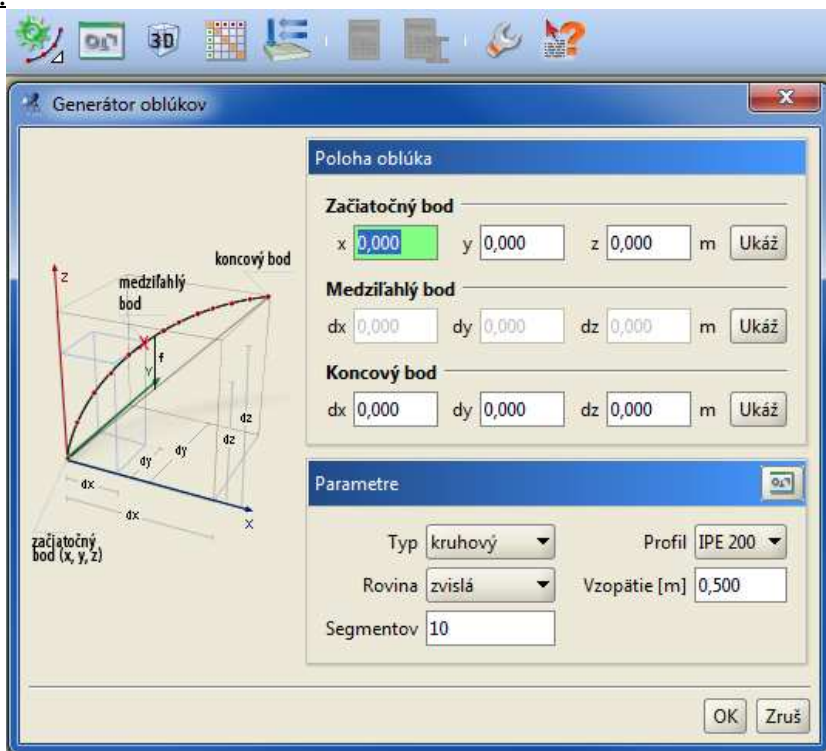 .
3D
Generátor oblúkov
z
koncový bod
medziľahlý
bod
f
Y
dz
dz
dy
dy
dx
dx
X
začiatočný
bod (x, y, z)
Poloha oblúka
Začiatočný bod
x 0,000 y 0,000 z 0,000 m Ukáž
Medziľahlý bod
dx 0,000 dy 0,000 dz 0,000 m Ukáž
Koncový bod
dx 0,000 dy 0,000 dz 0,000 m Ukáž
Parametre
Typ kruhový Profil IPE 200
Rovina zvislá Vzopätie [m] 0,500
Segmentov 10
OK Zruš